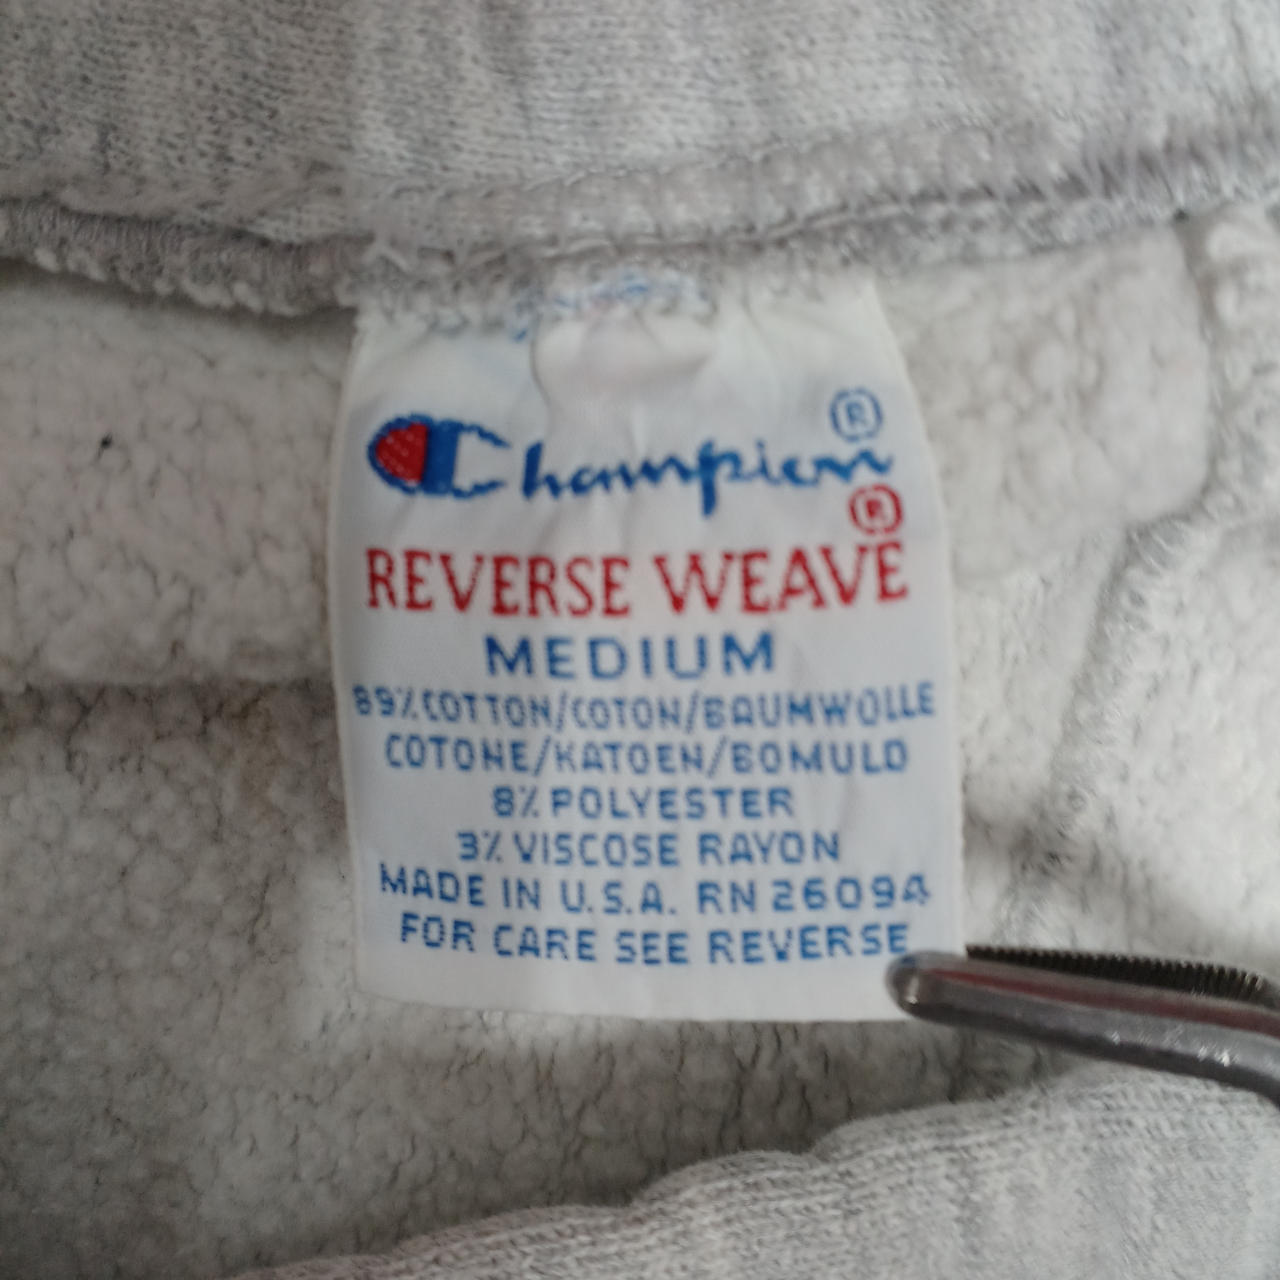 Champion®
REVERSE WEAVE®
MEDIUM
89% COTTON/COTON/BAUMWOLLE
COTONE/KATOEN/BOMULD
8% POLYESTER
3% VISCOSE RAYON
MADE IN U.S.A. RN 26094
FOR CARE SEE REVERSE